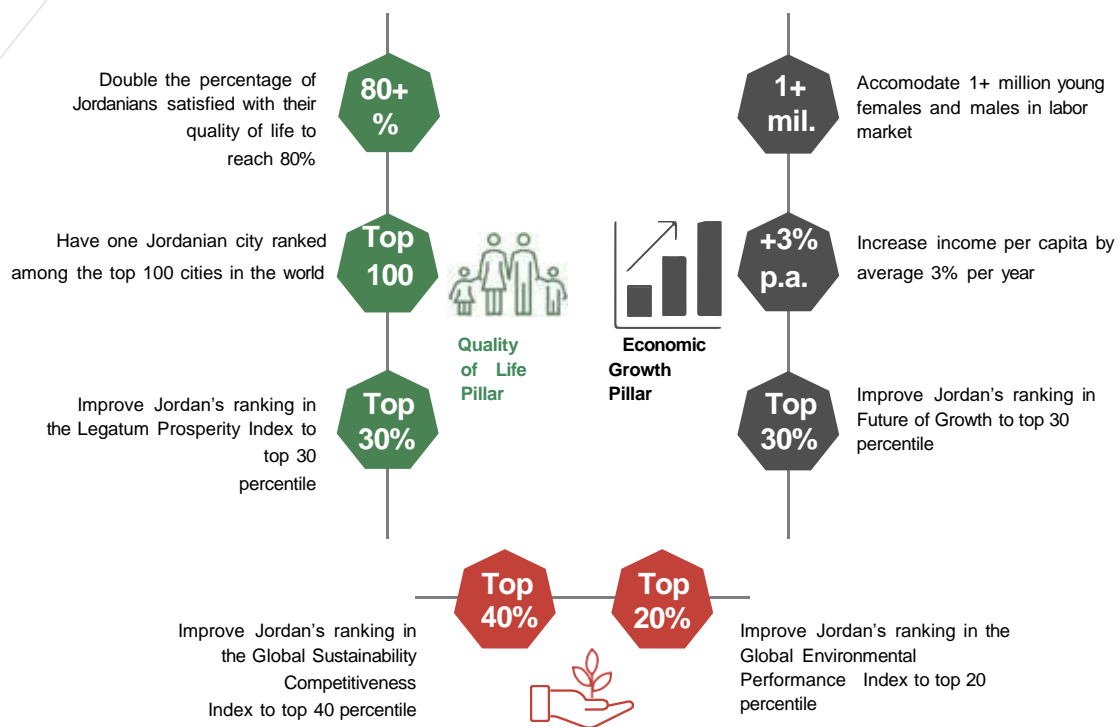 Double the percentage of
Jordanians satisfied with their
quality of life to
reach 80%
80+
%
Have one Jordanian city ranked
among the top 100 cities in the world
Top
100
Improve Jordan’s ranking in
the Legatum Prosperity Index to
top 30
percentile
Top
30%
Quality
of Life
Pillar
Economic
Growth
Pillar
1+
mil.
Accomodate 1+ million young
females and males in labor
market
+3%
p.a.
Increase income per capita by
average 3% per year
Top
30%
Improve Jordan’s ranking in
Future of Growth to top 30
percentile
Top
40%
Improve Jordan’s ranking in
the Global Sustainability
Competitiveness
Index to top 40 percentile
Top
20%
Improve Jordan’s ranking in the
Global Environmental
Performance Index to top 20
percentile